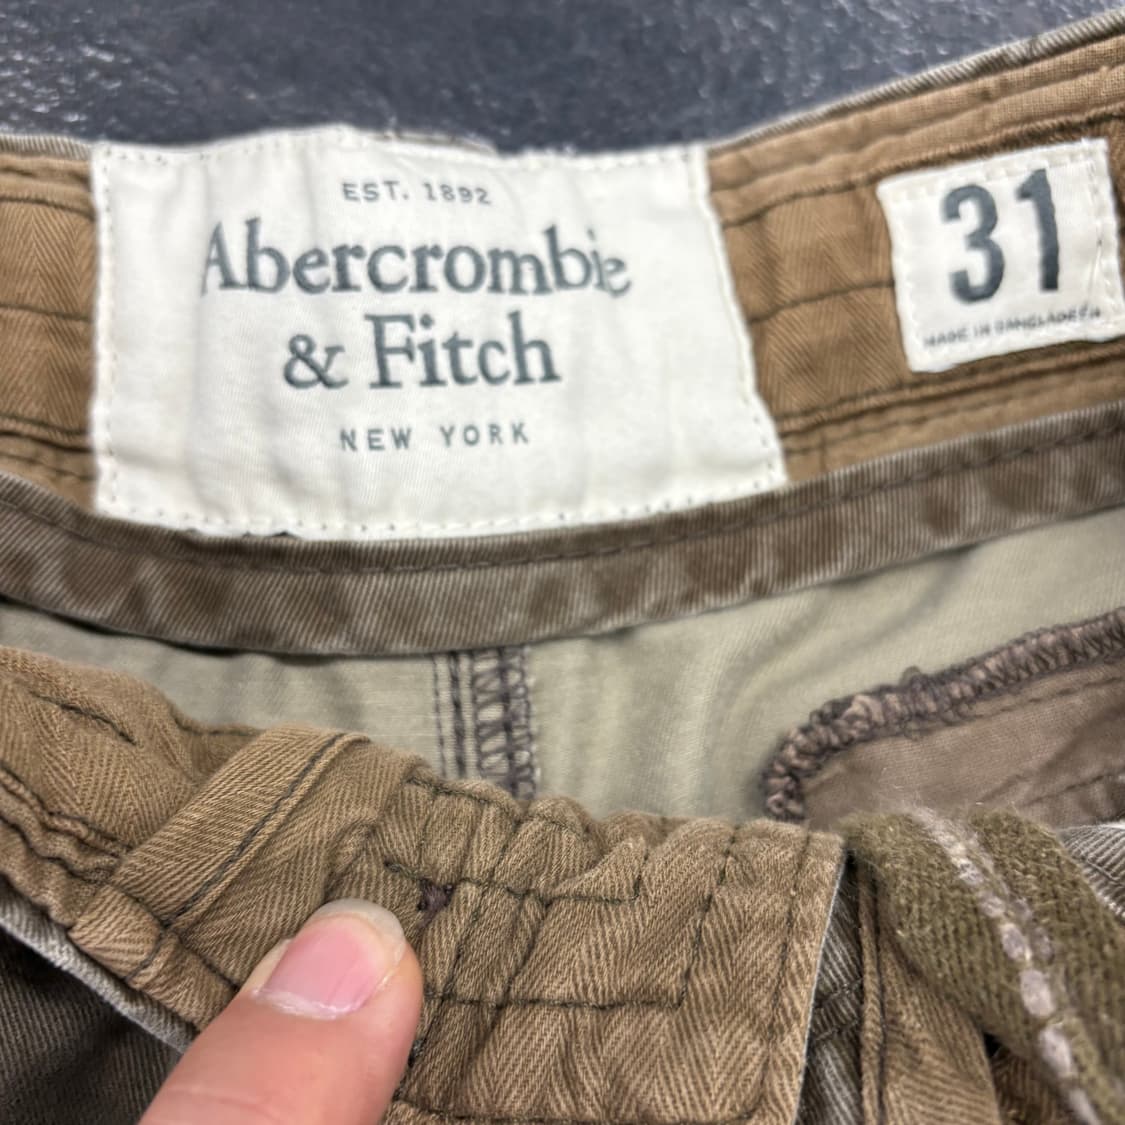 EST. 1892
Abercrombie
& Fitch
NEW YORK
31
MADE IN BANGLADESH